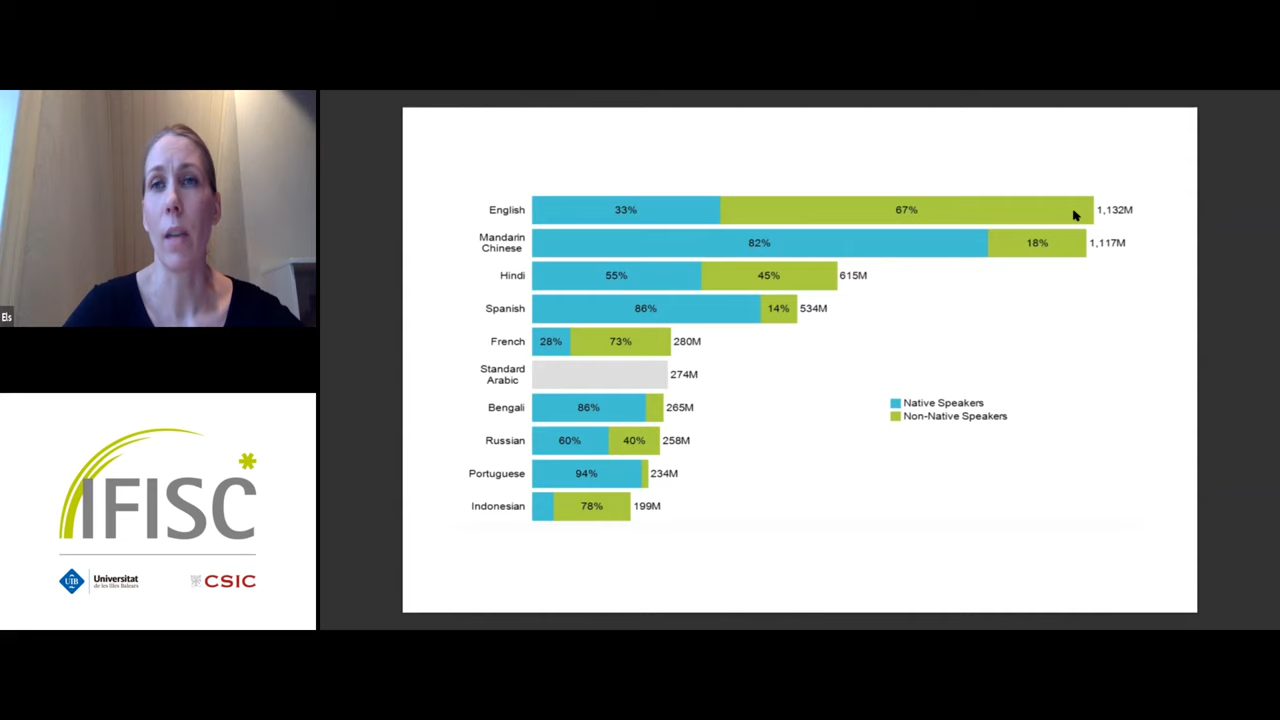 Els
IFISC
UIB
Universitat
de les Illes Balears
CSIC
English 33% 67% 1,132M
Mandarin
Chinese 82% 18% 1,117M
Hindi 55% 45% 615M
Spanish 86% 14% 534M
French 28% 73% 280M
Standard
Arabic 274M
Bengali 86% 265M
Russian 60% 40% 258M
Portuguese 94% 234M
Indonesian 78% 199M
Native Speakers
Non-Native Speakers